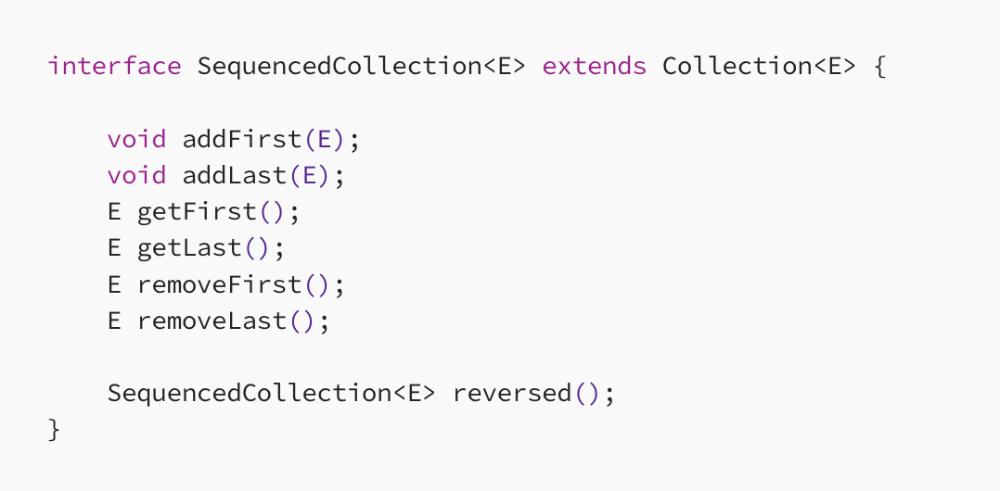 interface SequencedCollection<E> extends Collection<E> {
void addFirst(E);
void addLast(E);
E getFirst();
E getLast();
E removeFirst();
E removeLast();
SequencedCollection<E> reversed();
}